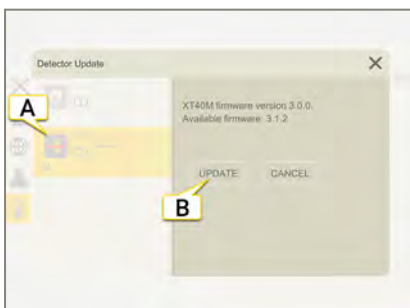 Detector Update
A
XT40M firmware version 3.0.0.
Available firmware: 3.1.2
UPDATE CANCEL
B